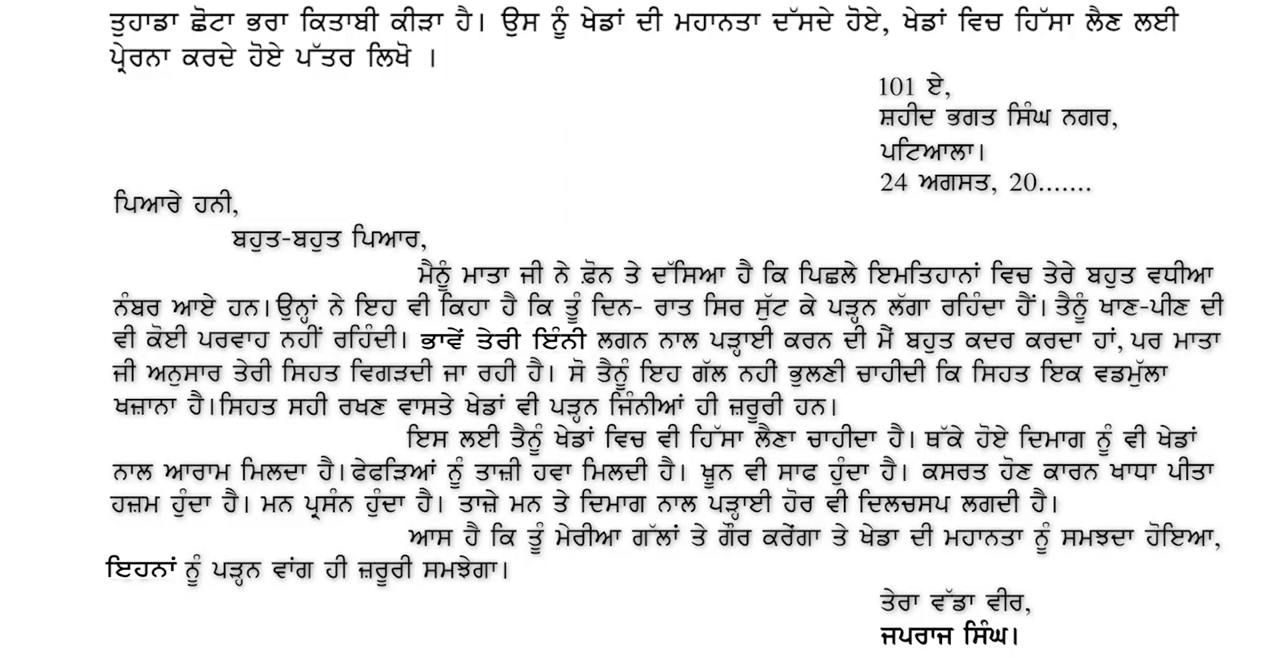 ਤੁਹਾਡਾ ਛੋਟਾ ਭਰਾ ਕਿਤਾਬੀ ਕੀੜਾ ਹੈ। ਉਸ ਨੂੰ ਖੇਡਾਂ ਦੀ ਮਹਾਨਤਾ ਦੱਸਦੇ ਹੋਏ, ਖੇਡਾਂ ਵਿਚ ਹਿੱਸਾ ਲੈਣ ਲਈ
ਪ੍ਰੇਰਨਾ ਕਰਦੇ ਹੋਏ ਪੱਤਰ ਲਿਖੋ ।
101 ਏ,
ਸ਼ਹੀਦ ਭਗਤ ਸਿੰਘ ਨਗਰ,
ਪਟਿਆਲਾ।
24 ਅਗਸਤ, 20.......
ਪਿਆਰੇ ਹਨੀ,
ਬਹੁਤ-ਬਹੁਤ ਪਿਆਰ,
ਮੈਨੂੰ ਮਾਤਾ ਜੀ ਨੇ ਫ਼ੋਨ ਤੇ ਦੱਸਿਆ ਹੈ ਕਿ ਪਿਛਲੇ ਇਮਤਿਹਾਨਾਂ ਵਿਚ ਤੇਰੇ ਬਹੁਤ ਵਧੀਆ
ਨੰਬਰ ਆਏ ਹਨ। ਉਨ੍ਹਾਂ ਨੇ ਇਹ ਵੀ ਕਿਹਾ ਹੈ ਕਿ ਤੂੰ ਦਿਨ- ਰਾਤ ਸਿਰ ਸੁੱਟ ਕੇ ਪੜ੍ਹਨ ਲੱਗਾ ਰਹਿੰਦਾ ਹੈਂ। ਤੈਨੂੰ ਖਾਣ-ਪੀਣ ਦੀ
ਵੀ ਕੋਈ ਪਰਵਾਹ ਨਹੀਂ ਰਹਿੰਦੀ। ਭਾਵੇਂ ਤੇਰੀ ਇੰਨੀ ਲਗਨ ਨਾਲ ਪੜ੍ਹਾਈ ਕਰਨ ਦੀ ਮੈਂ ਬਹੁਤ ਕਦਰ ਕਰਦਾ ਹਾਂ, ਪਰ ਮਾਤਾ
ਜੀ ਅਨੁਸਾਰ ਤੇਰੀ ਸਿਹਤ ਵਿਗੜਦੀ ਜਾ ਰਹੀ ਹੈ। ਸੋ ਤੈਨੂੰ ਇਹ ਗੱਲ ਨਹੀਂ ਭੁਲਣੀ ਚਾਹੀਦੀ ਕਿ ਸਿਹਤ ਇਕ ਵਡਮੁੱਲਾ
ਖਜ਼ਾਨਾ ਹੈ। ਸਿਹਤ ਸਹੀ ਰਖਣ ਵਾਸਤੇ ਖੇਡਾਂ ਵੀ ਪੜ੍ਹਨ ਜਿੰਨੀਆਂ ਹੀ ਜ਼ਰੂਰੀ ਹਨ।
ਇਸ ਲਈ ਤੈਨੂੰ ਖੇਡਾਂ ਵਿਚ ਵੀ ਹਿੱਸਾ ਲੈਣਾ ਚਾਹੀਦਾ ਹੈ। ਥੱਕੇ ਹੋਏ ਦਿਮਾਗ ਨੂੰ ਵੀ ਖੇਡਾਂ
ਨਾਲ ਆਰਾਮ ਮਿਲਦਾ ਹੈ। ਫੇਫੜਿਆਂ ਨੂੰ ਤਾਜ਼ੀ ਹਵਾ ਮਿਲਦੀ ਹੈ। ਖ਼ੂਨ ਵੀ ਸਾਫ ਹੁੰਦਾ ਹੈ। ਕਸਰਤ ਹੋਣ ਕਾਰਨ ਖਾਧਾ ਪੀਤਾ
ਹਜ਼ਮ ਹੁੰਦਾ ਹੈ। ਮਨ ਪ੍ਰਸੰਨ ਹੁੰਦਾ ਹੈ। ਤਾਜ਼ੇ ਮਨ ਤੇ ਦਿਮਾਗ ਨਾਲ ਪੜ੍ਹਾਈ ਹੋਰ ਵੀ ਦਿਲਚਸਪ ਲਗਦੀ ਹੈ।
ਆਸ ਹੈ ਕਿ ਤੂੰ ਮੇਰੀਆ ਗੱਲਾਂ ਤੇ ਗੌਰ ਕਰੇਂਗਾ ਤੇ ਖੇਡਾ ਦੀ ਮਹਾਨਤਾ ਨੂੰ ਸਮਝਦਾ ਹੋਇਆ,
ਇਹਨਾਂ ਨੂੰ ਪੜ੍ਹਨ ਵਾਂਗ ਹੀ ਜ਼ਰੂਰੀ ਸਮਝੇਗਾ।
ਤੇਰਾ ਵੱਡਾ ਵੀਰ,
ਜਪਰਾਜ ਸਿੰਘ।